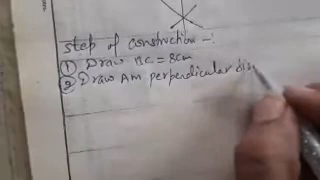 step of construction -:
① Draw BC = 8cm
② Draw AM perpendicular